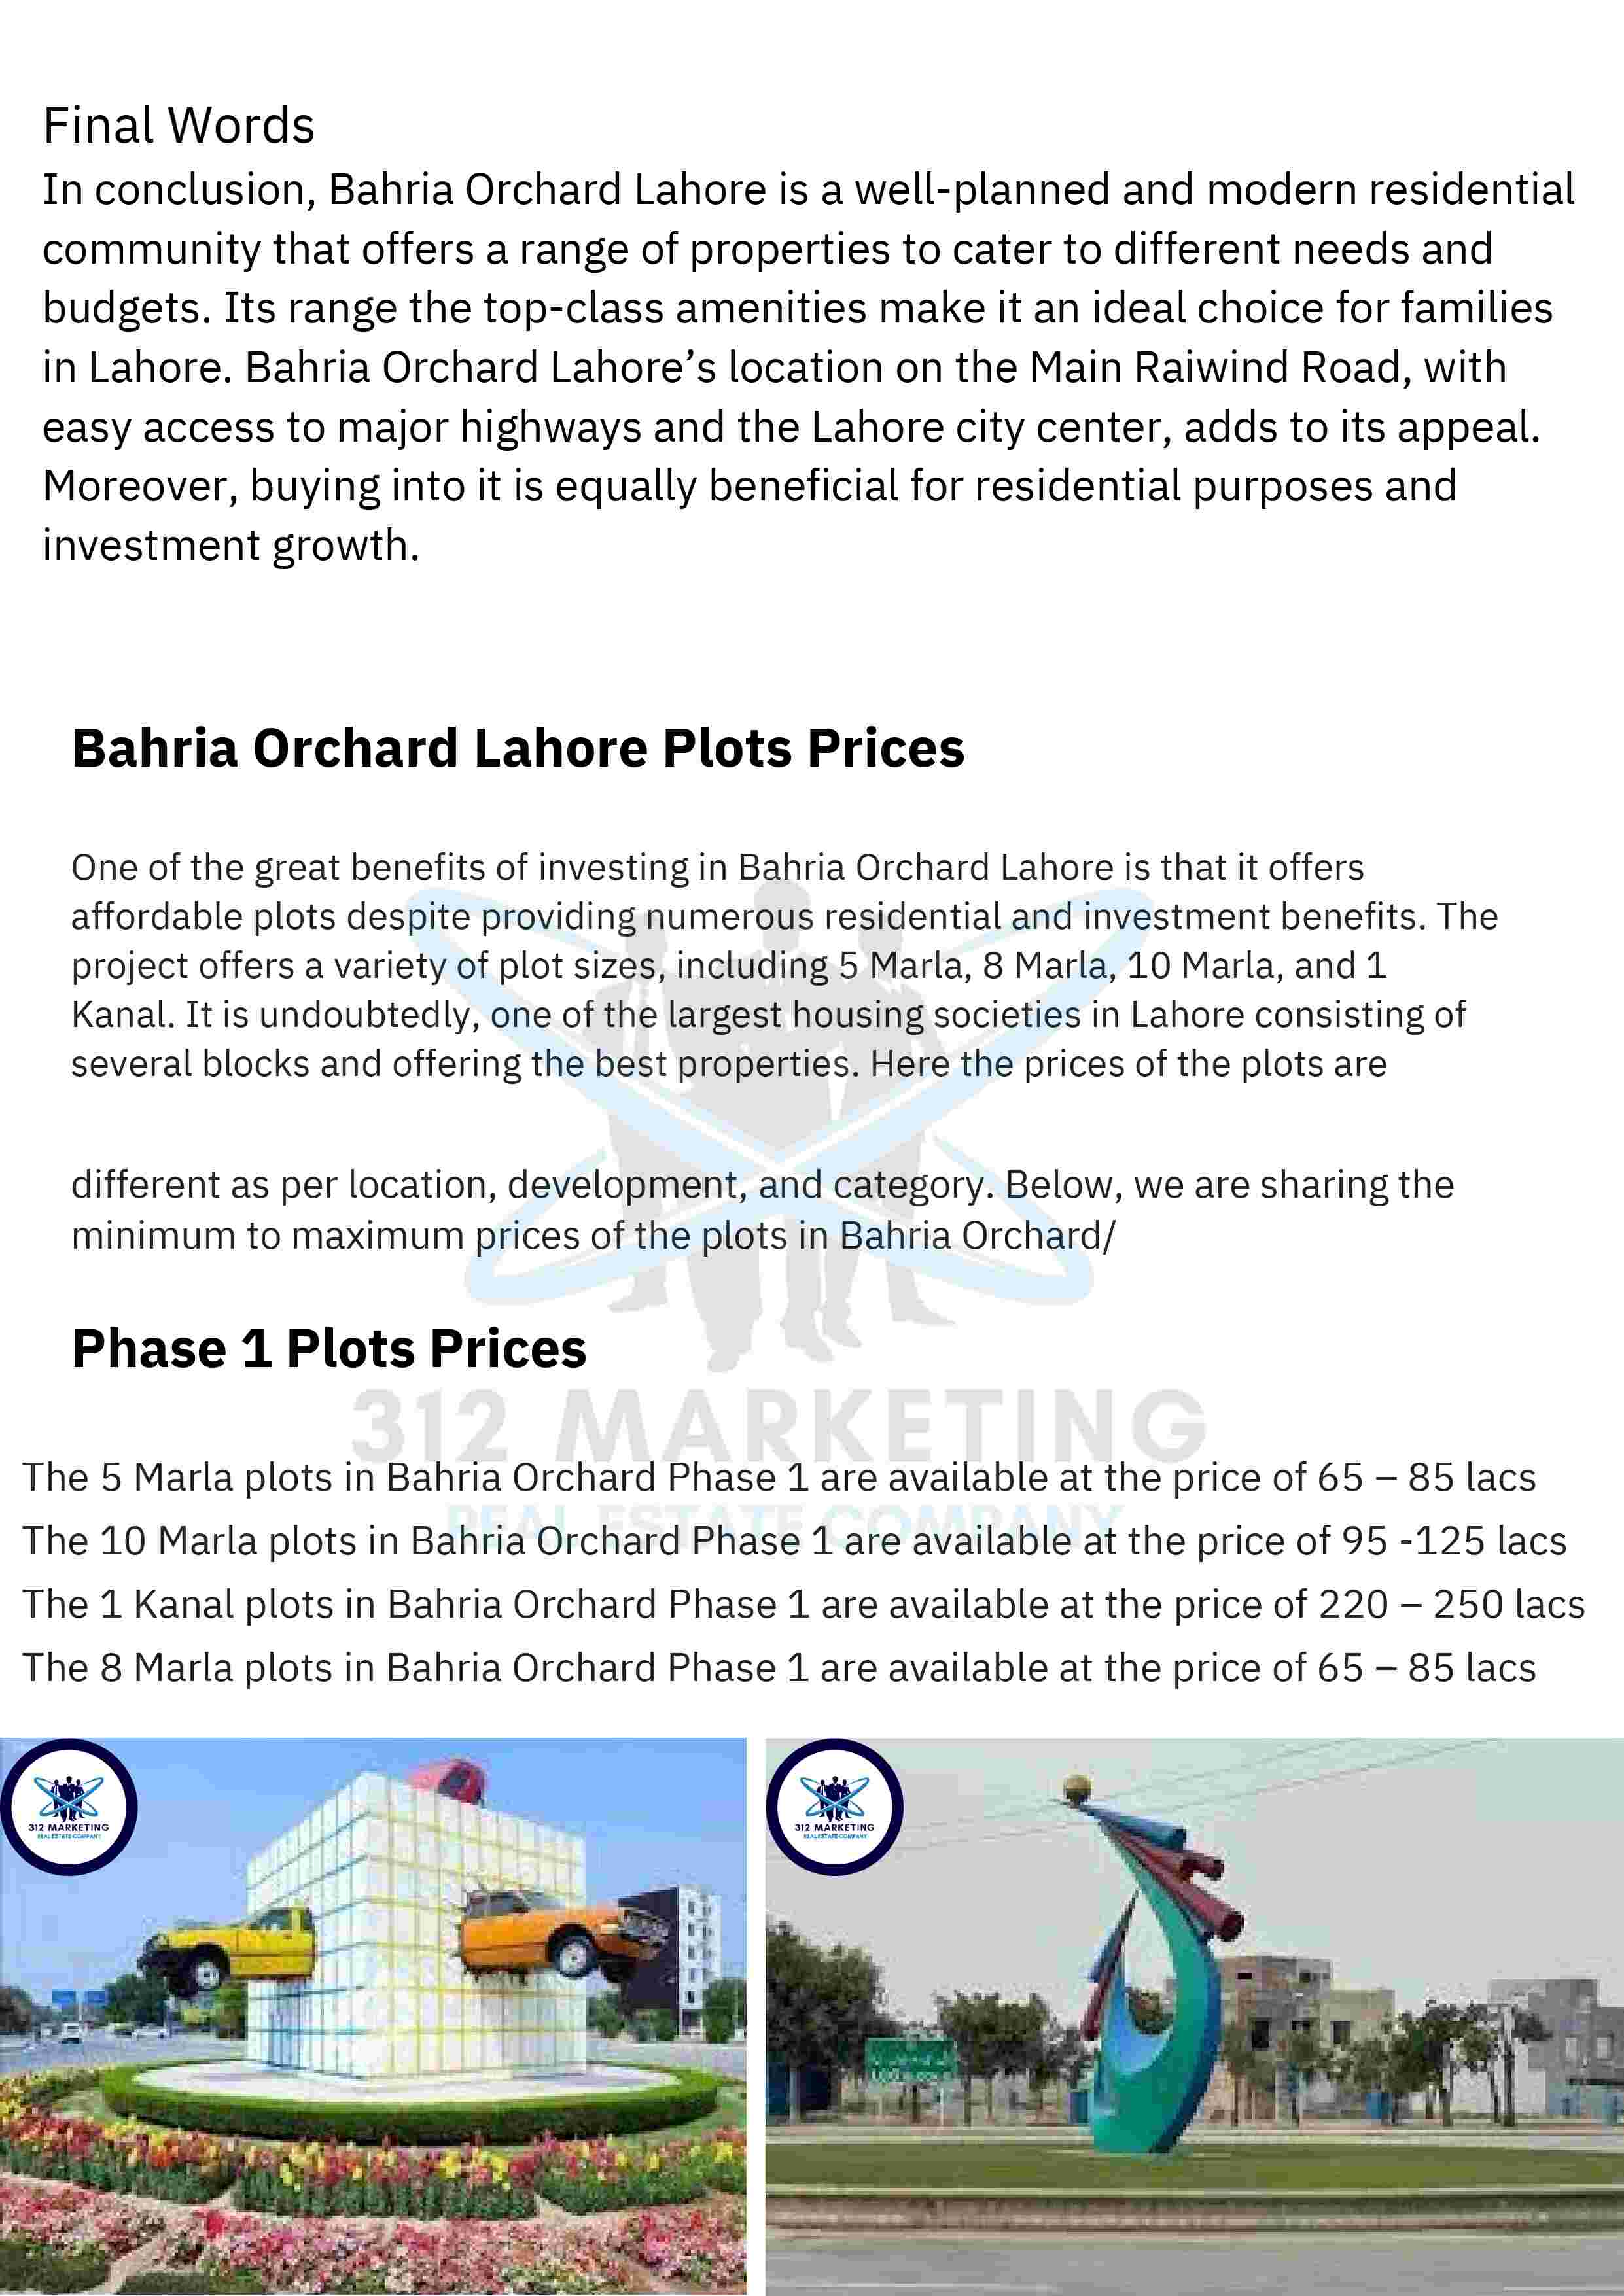 Final Words
In conclusion, Bahria Orchard Lahore is a well-planned and modern residential
community that offers a range of properties to cater to different needs and
budgets. Its range the top-class amenities make it an ideal choice for families
in Lahore. Bahria Orchard Lahore’s location on the Main Raiwind Road, with
easy access to major highways and the Lahore city center, adds to its appeal.
Moreover, buying into it is equally beneficial for residential purposes and
investment growth.
Bahria Orchard Lahore Plots Prices
One of the great benefits of investing in Bahria Orchard Lahore is that it offers
affordable plots despite providing numerous residential and investment benefits. The
project offers a variety of plot sizes, including 5 Marla, 8 Marla, 10 Marla, and 1
Kanal. It is undoubtedly, one of the largest housing societies in Lahore consisting of
several blocks and offering the best properties. Here the prices of the plots are
different as per location, development, and category. Below, we are sharing the
minimum to maximum prices of the plots in Bahria Orchard/
Phase 1 Plots Prices
312 MARKETING
The 5 Marla plots in Bahria Orchard Phase 1 are available at the price of 65 – 85 lacs
REAL ESTATE COMPANY
The 10 Marla plots in Bahria Orchard Phase 1 are available at the price of 95 -125 lacs
The 1 Kanal plots in Bahria Orchard Phase 1 are available at the price of 220 – 250 lacs
The 8 Marla plots in Bahria Orchard Phase 1 are available at the price of 65 – 85 lacs
312 MARKETING
REAL ESTATE COMPANY
312 MARKETING
REAL ESTATE COMPANY